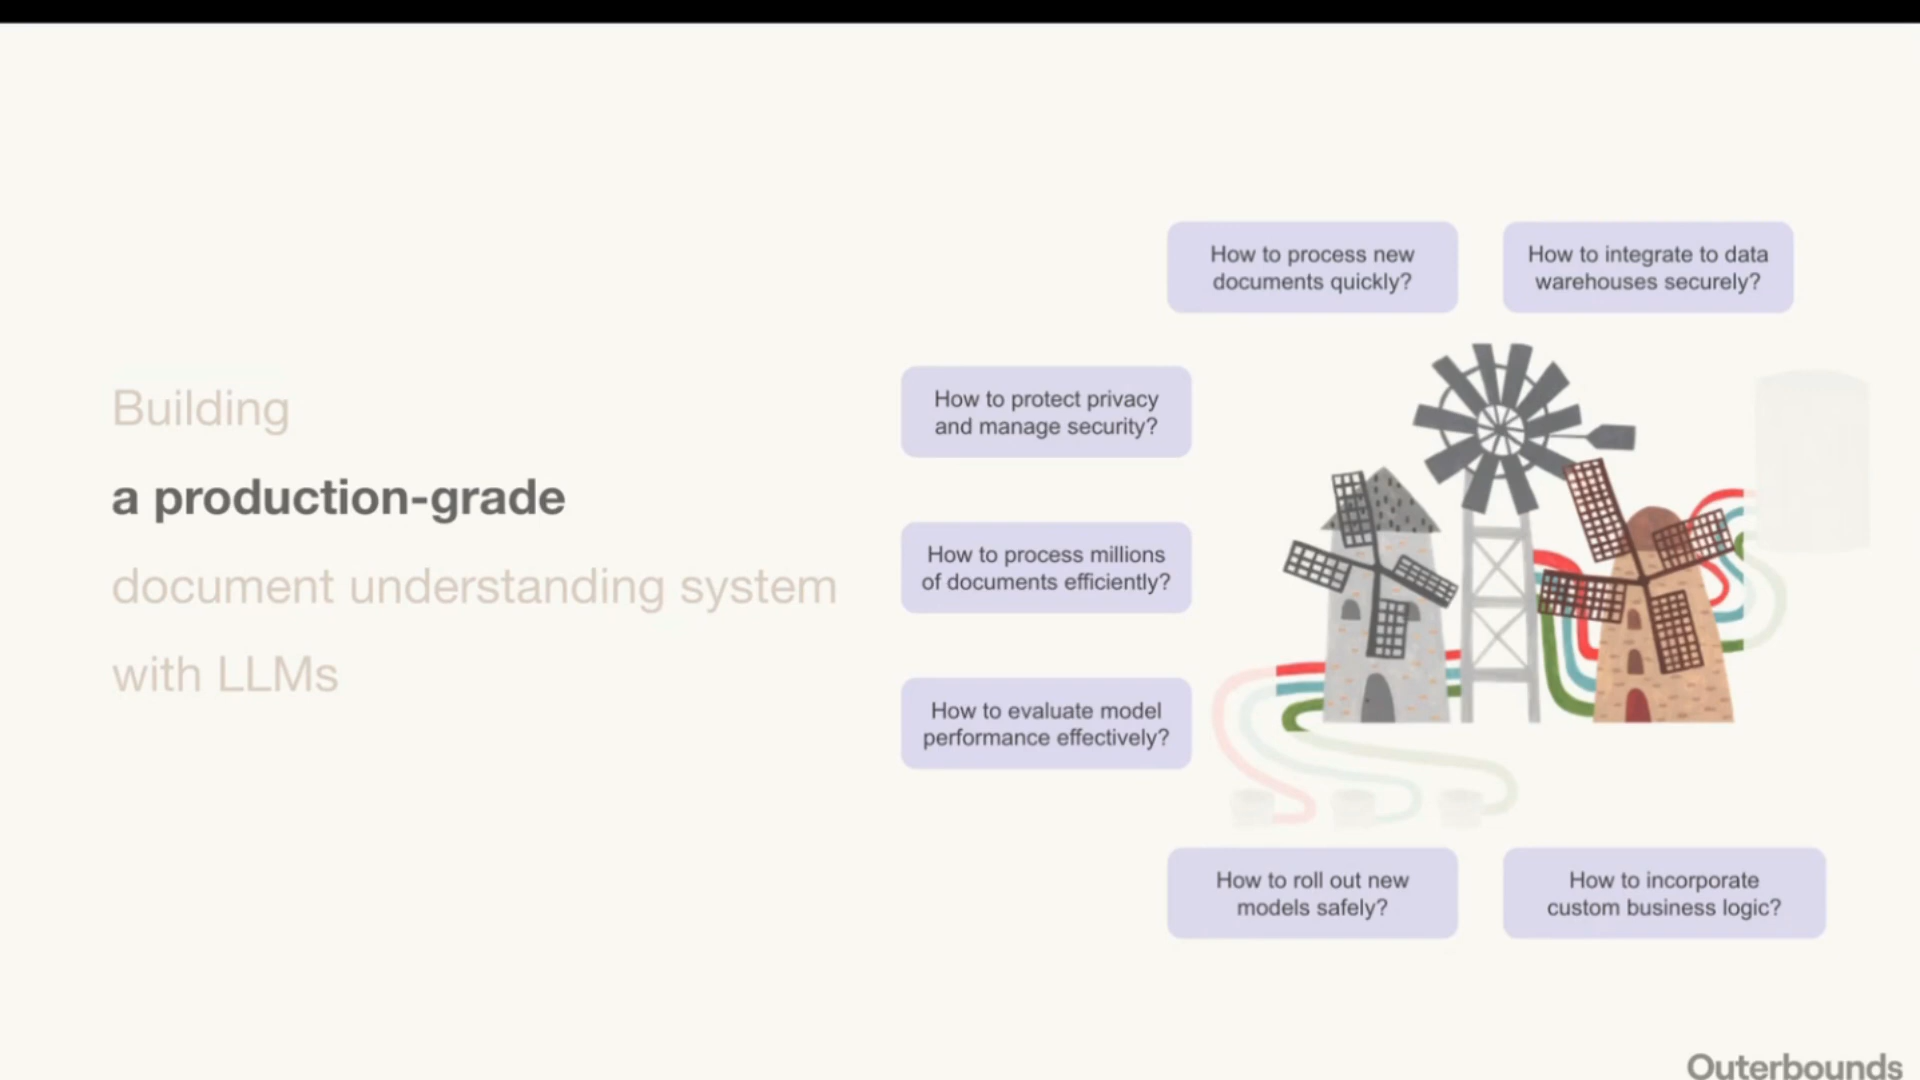 Building
a production-grade
document understanding system
with LLMs
How to process new
documents quickly?
How to integrate to data
warehouses securely?
How to protect privacy
and manage security?
How to process millions
of documents efficiently?
How to evaluate model
performance effectively?
How to roll out new
models safely?
How to incorporate
custom business logic?
Outerbounds